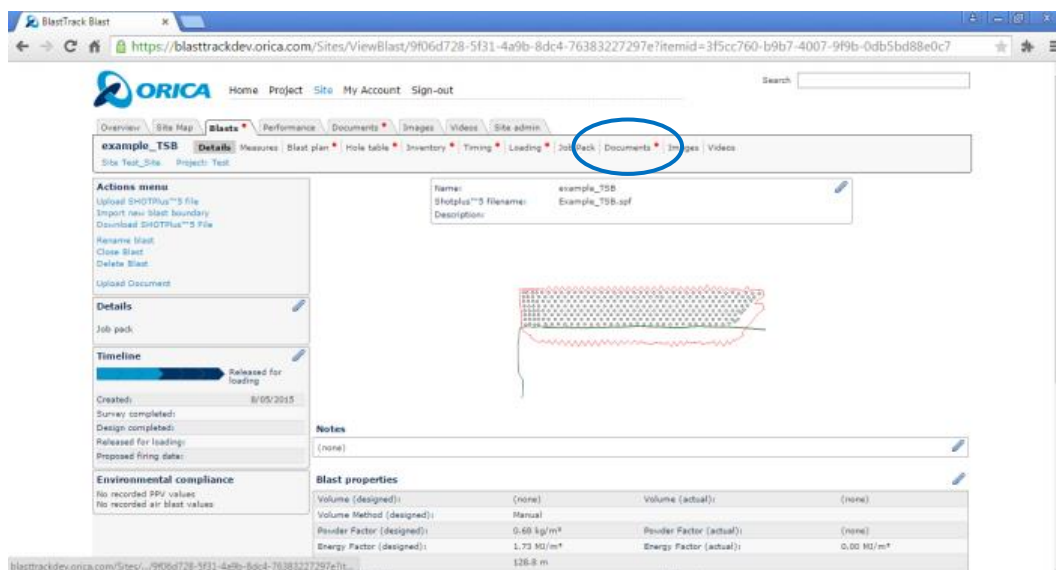 BlastTrack Blast
https://blasttrackdev.orica.com/Sites/ViewBlast/9f06d728-5f31-4a9b-8dc4-76383227297e?itemid=3f5cc760-b9b7-4007-9f9b-0db5bd88e0c7
ORICA Home Project Site My Account Sign-out Search
Overview Site Map Blasts Performance Documents Images Videos Site admin
example_TSB Details Measures Blast plan Hole table Inventory Timing Loading Job Pack Documents Images Videos
Site Test_Site Project: Test
Actions menu
Upload SHOTPlus™5 file
Import new blast boundary
Download SHOTPlus™5 File
Rename blast
Close Blast
Delete Blast
Upload Document
Name: example_TSB
Shotplus™5 filename: Example_TSB.spf
Description:
Details
Job pack
Timeline
Released for
loading
Created: 8/05/2015
Survey completed:
Design completed:
Released for loading:
Proposed firing date:
Environmental compliance
No recorded PPV values
No recorded air blast values
Notes
(none)
Blast properties
Volume (designed): (none) Volume (actual): (none)
Volume Method (designed): Manual
Powder Factor (designed): 0.60 kg/m³ Powder Factor (actual): (none)
Energy Factor (designed): 1.73 MJ/m³ Energy Factor (actual): 0.00 MJ/m³
128.8 m